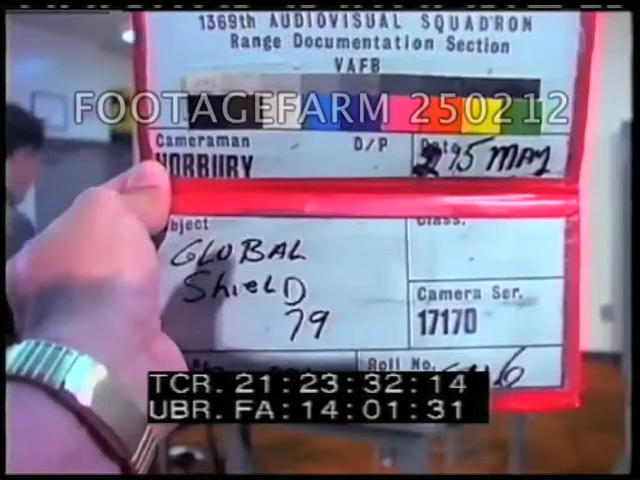 1369th AUDIOVISUAL SQUADRON
Range Documentation Section
VAFB
FOOTAGEFARM 250212
Cameraman D/P Date
NORBURY MAY
Subject Class.
GLOBAL
ShielD
79
Camera Ser.
17170
Roll No.
TCR. 21:23:32:14
UBR. FA:14:01:31